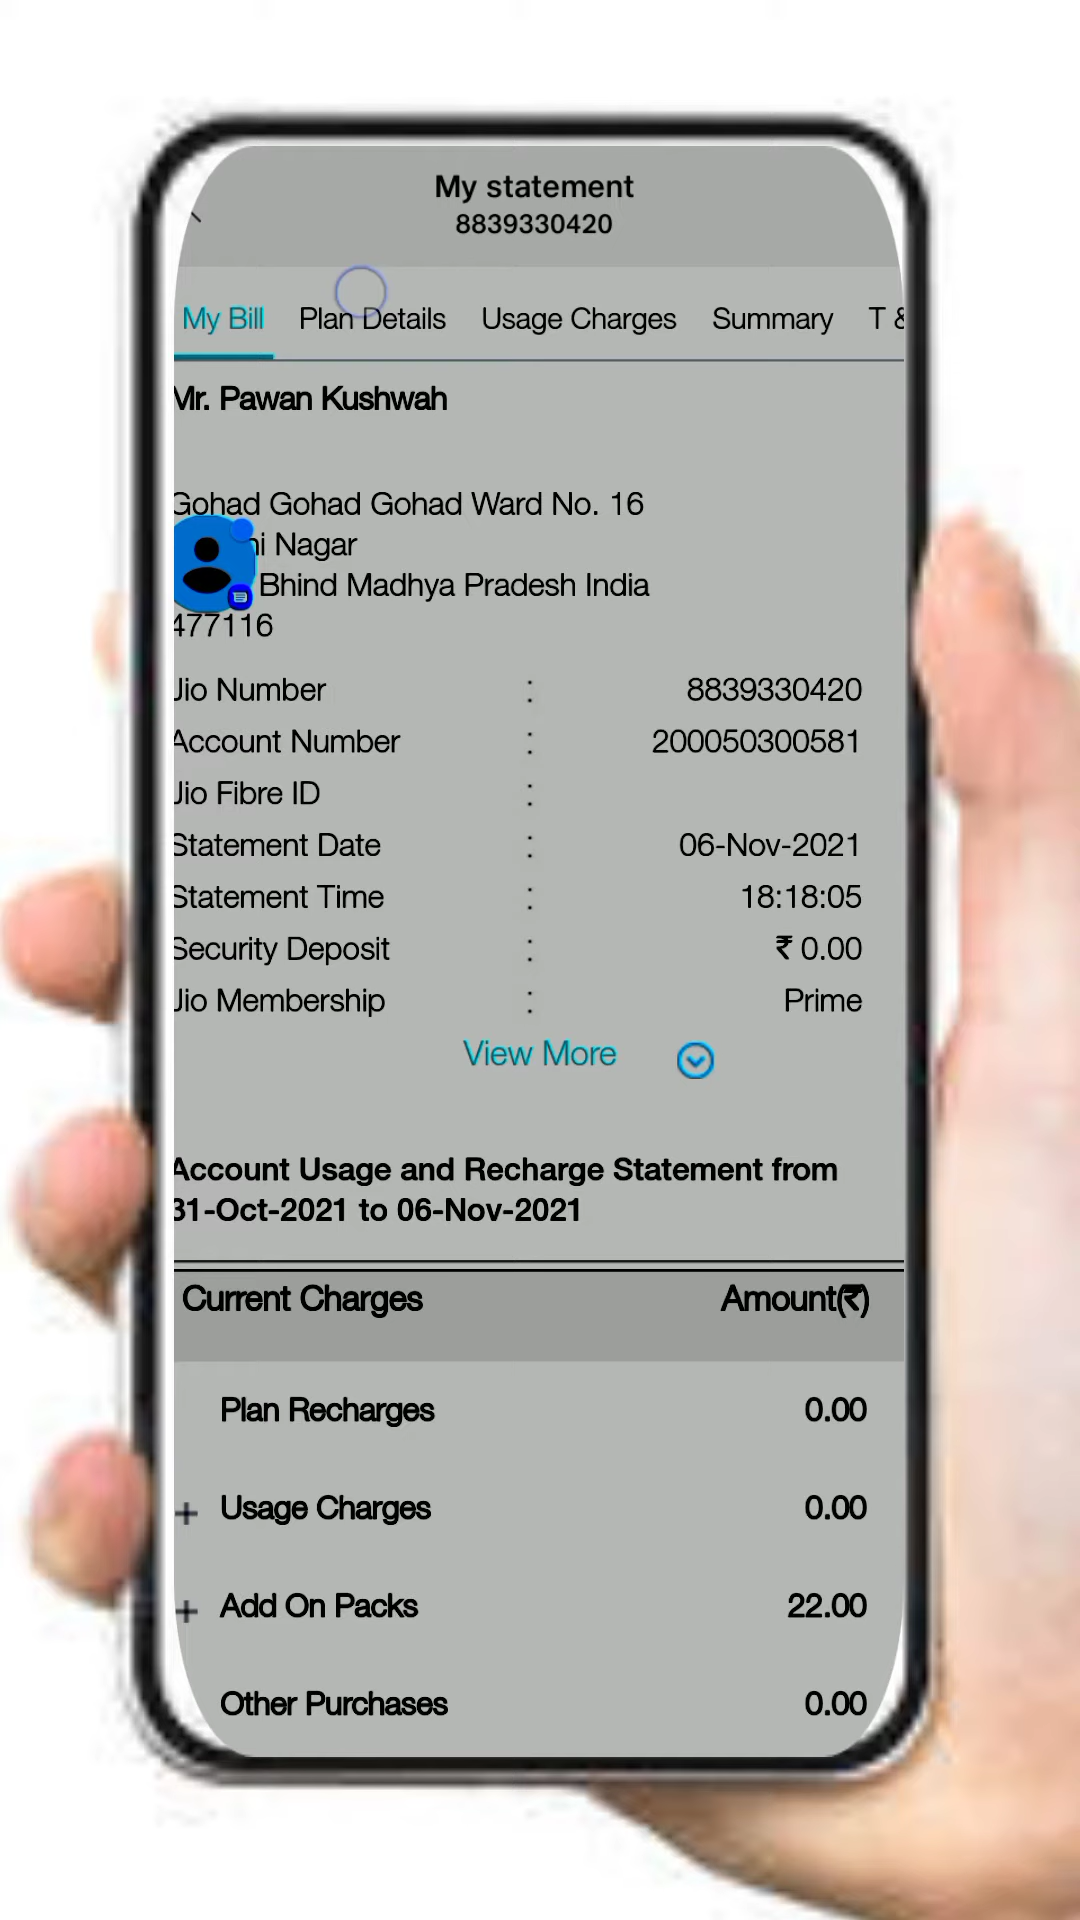 My statement
8839330420
My Bill Plan Details Usage Charges Summary T &
Mr. Pawan Kushwah
Gohad Gohad Gohad Ward No. 16
Nagar
Bhind Madhya Pradesh India
477116
Jio Number : 8839330420
Account Number : 200050300581
Jio Fibre ID :
Statement Date : 06-Nov-2021
Statement Time : 18:18:05
Security Deposit : ₹ 0.00
Jio Membership : Prime
View More
Account Usage and Recharge Statement from
31-Oct-2021 to 06-Nov-2021
Current Charges Amount(₹)
Plan Recharges 0.00
+ Usage Charges 0.00
+ Add On Packs 22.00
Other Purchases 0.00